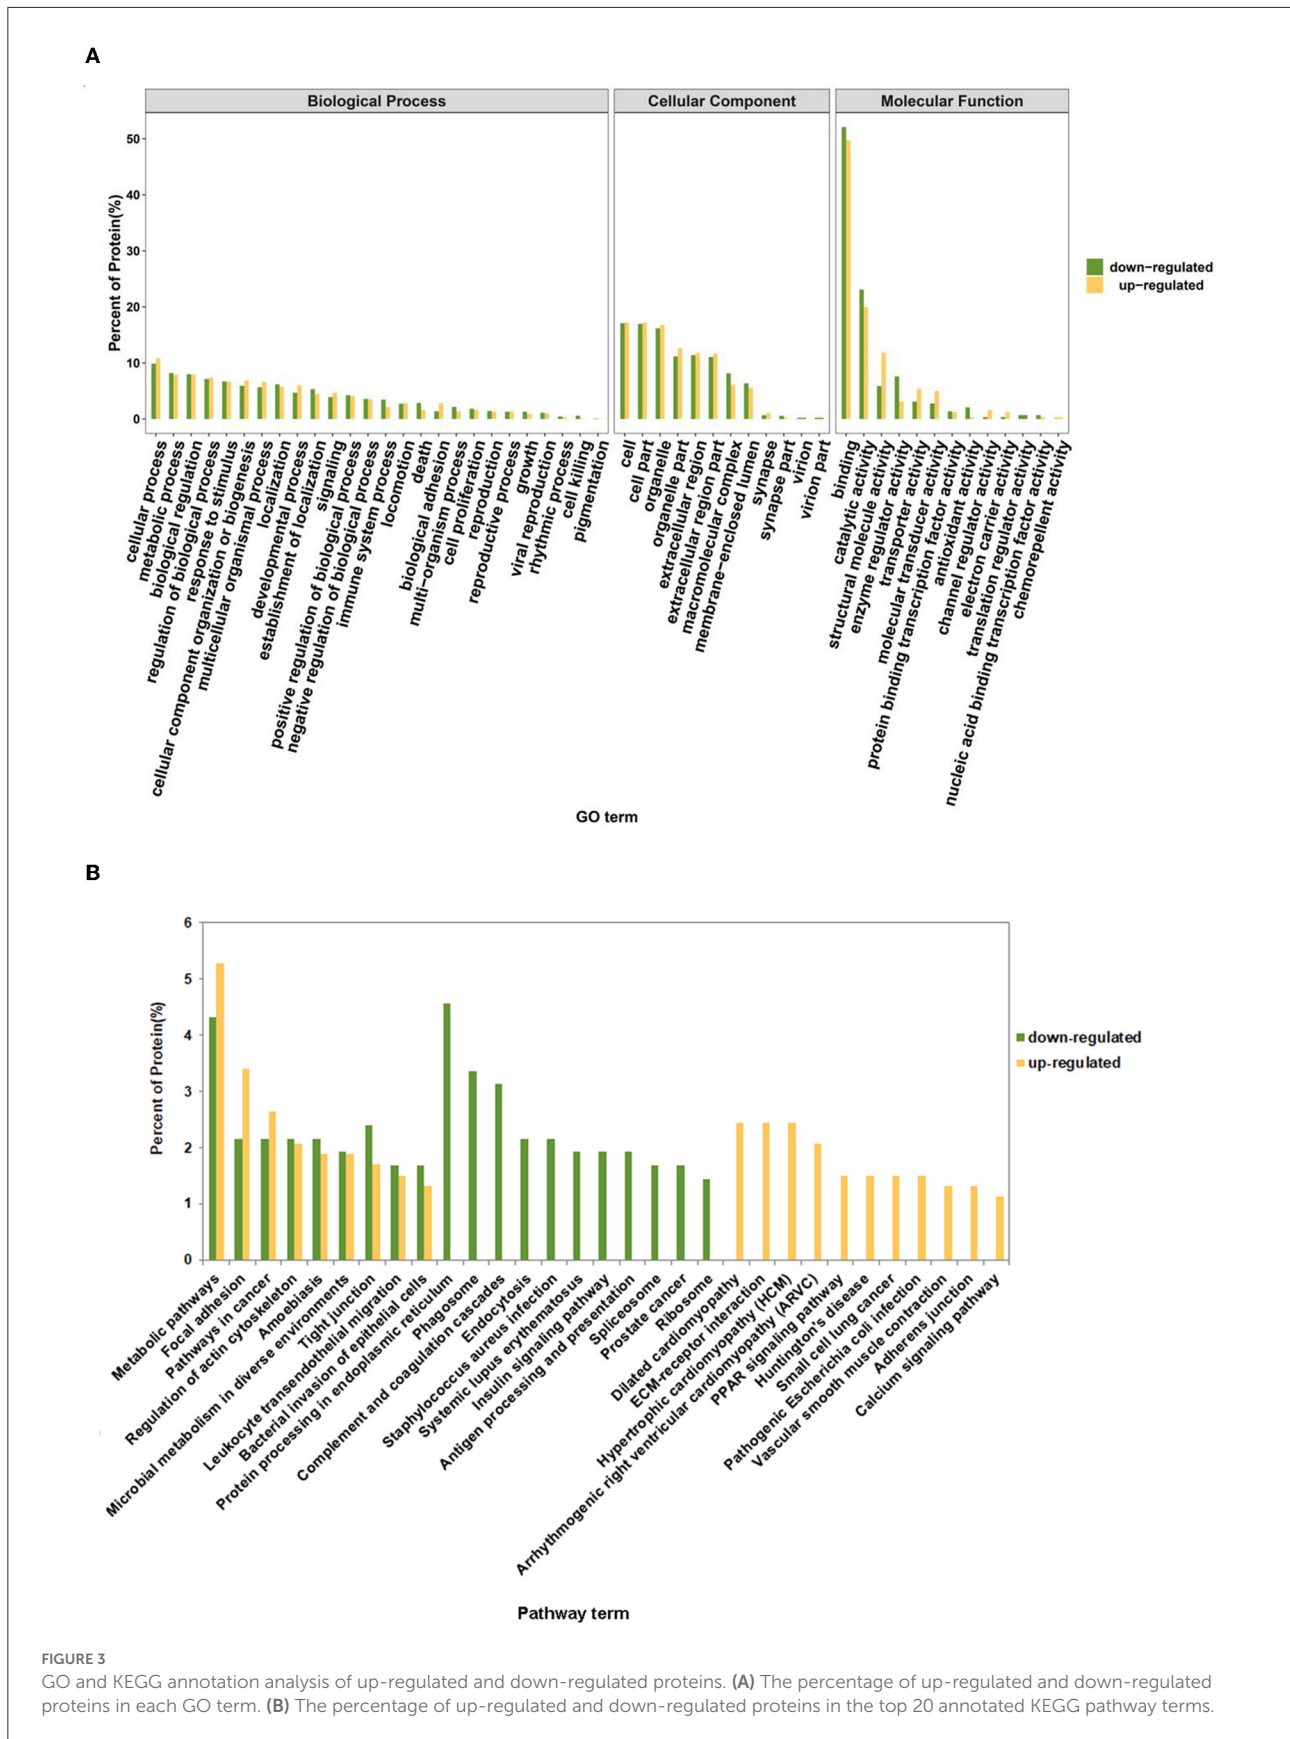 A
Biological Process
Cellular Component
Molecular Function
50
40
30
20
10
0
Percent of Protein(%)
down-regulated
up-regulated
cellular process
metabolic process
biological regulation
regulation of biological process
response to stimulus
cellular component organization or biogenesis
multicellular organismal process
localization
developmental process
establishment of localization
signaling
positive regulation of biological process
negative regulation of biological process
immune system process
locomotion
death
biological adhesion
multi-organism process
cell proliferation
reproduction
reproductive process
growth
viral reproduction
rhythmic process
cell killing
pigmentation
cell
cell part
organelle
organelle part
extracellular region
extracellular region part
macromolecular complex
membrane-enclosed lumen
synapse
synapse part
virion
virion part
binding
catalytic activity
structural molecule activity
enzyme regulator activity
transporter activity
molecular transducer activity
protein binding transcription factor activity
antioxidant activity
channel regulator activity
electron carrier activity
translation regulator activity
nucleic acid binding transcription factor activity
chemorepellent activity
GO term
B
6
5
4
3
2
1
0
Percent of Protein(%)
down-regulated
up-regulated
Metabolic pathways
Focal adhesion
Pathways in cancer
Regulation of actin cytoskeleton
Amoebiasis
Microbial metabolism in diverse environments
Tight junction
Leukocyte transendothelial migration
Bacterial invasion of epithelial cells
Protein processing in endoplasmic reticulum
Phagosome
Complement and coagulation cascades
Endocytosis
Staphylococcus aureus infection
Systemic lupus erythematosus
Insulin signaling pathway
Antigen processing and presentation
Spliceosome
Prostate cancer
Ribosome
Dilated cardiomyopathy
ECM-receptor interaction
Hypertrophic cardiomyopathy (HCM)
Arrhythmogenic right ventricular cardiomyopathy (ARVC)
PPAR signaling pathway
Huntington's disease
Small cell lung cancer
Pathogenic Escherichia coli infection
Vascular smooth muscle contraction
Adherens junction
Calcium signaling pathway
Pathway term
FIGURE 3
GO and KEGG annotation analysis of up-regulated and down-regulated proteins. (A) The percentage of up-regulated and down-regulated
proteins in each GO term. (B) The percentage of up-regulated and down-regulated proteins in the top 20 annotated KEGG pathway terms.